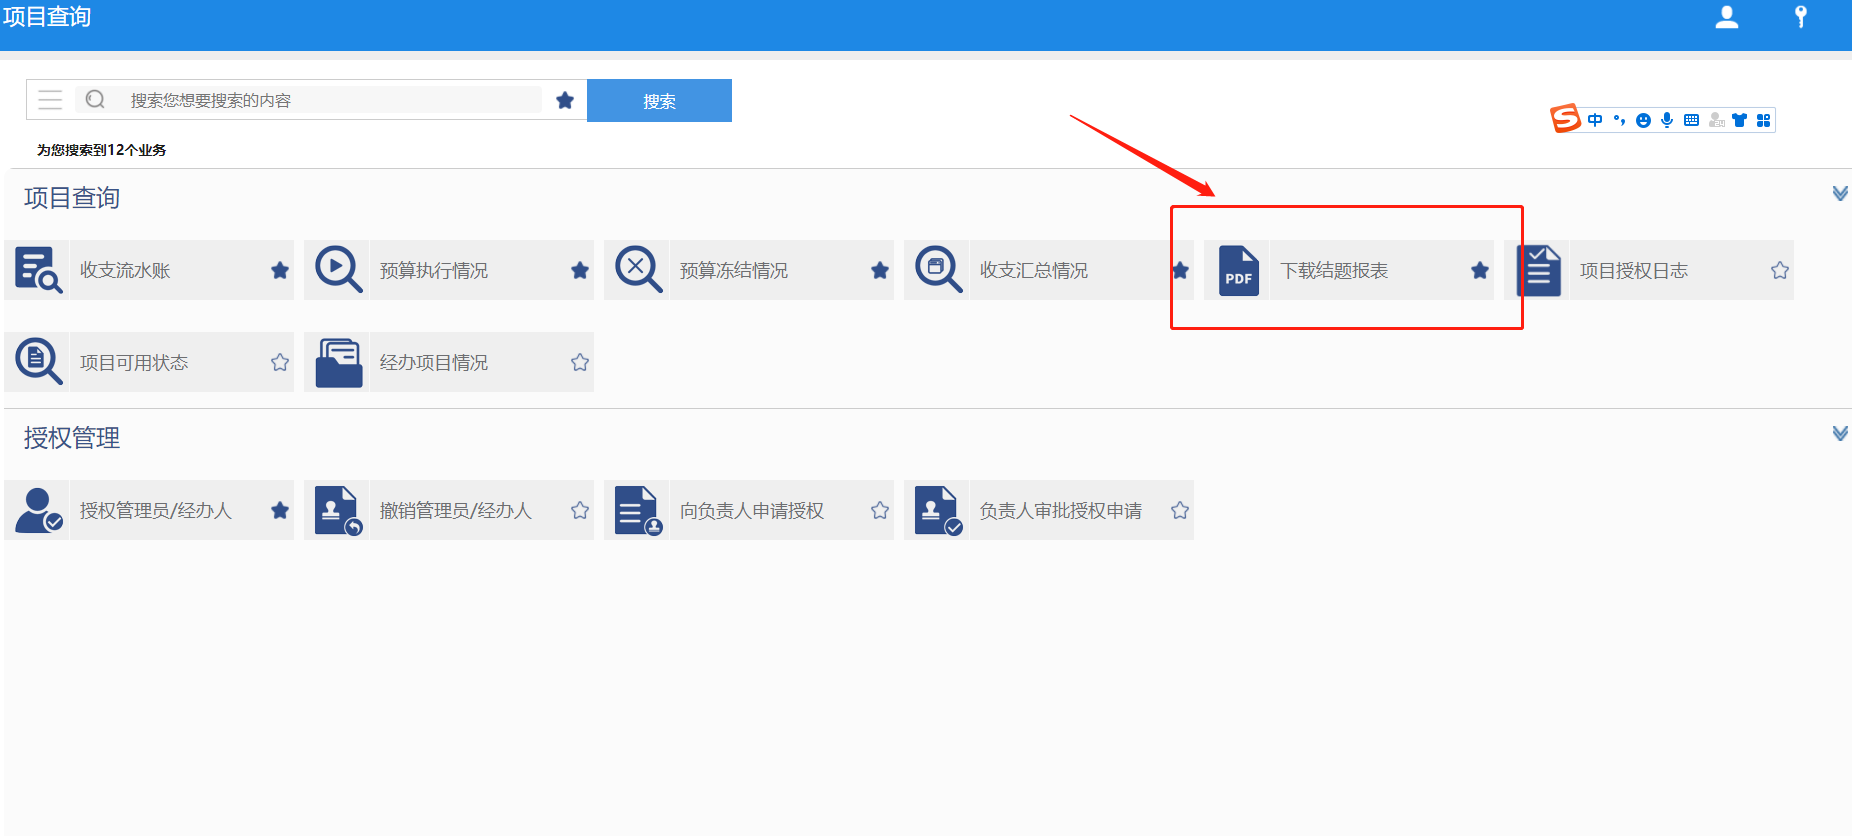 项目查询
搜索您想要搜索的内容
搜索
中
为您搜索到12个业务
项目查询
收支流水账
预算执行情况
预算冻结情况
收支汇总情况
PDF
下载结题报表
项目授权日志
项目可用状态
经办项目情况
授权管理
授权管理员/经办人
撤销管理员/经办人
向负责人申请授权
负责人审批授权申请